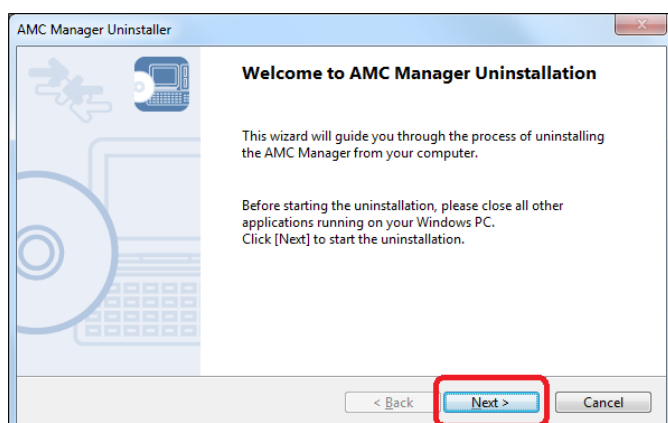 AMC Manager Uninstaller
Welcome to AMC Manager Uninstallation
This wizard will guide you through the process of uninstalling
the AMC Manager from your computer.
Before starting the uninstallation, please close all other
applications running on your Windows PC.
Click [Next] to start the uninstallation.
< Back
Next >
Cancel